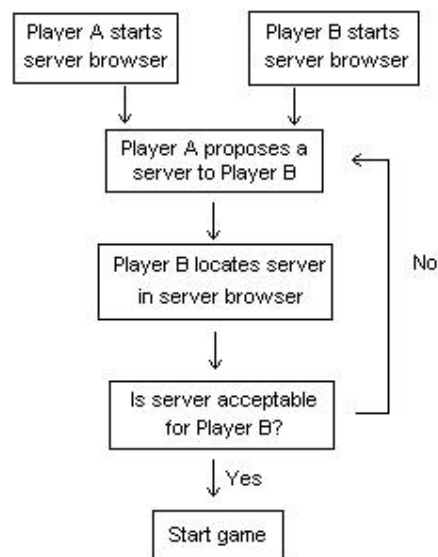 Player A starts
server browser
Player B starts
server browser
Player A proposes a
server to Player B
Player B locates server
in server browser
No
Is server acceptable
for Player B?
Yes
Start game